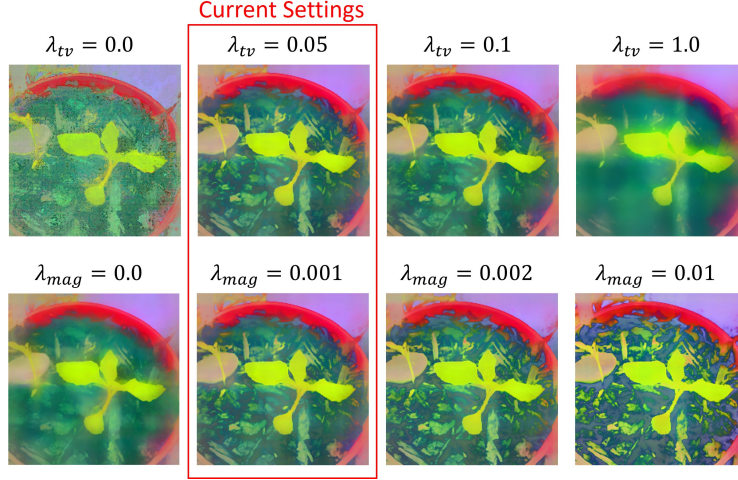 Current Settings
λ_tv = 0.0
λ_tv = 0.05
λ_tv = 0.1
λ_tv = 1.0
λ_mag = 0.0
λ_mag = 0.001
λ_mag = 0.002
λ_mag = 0.01